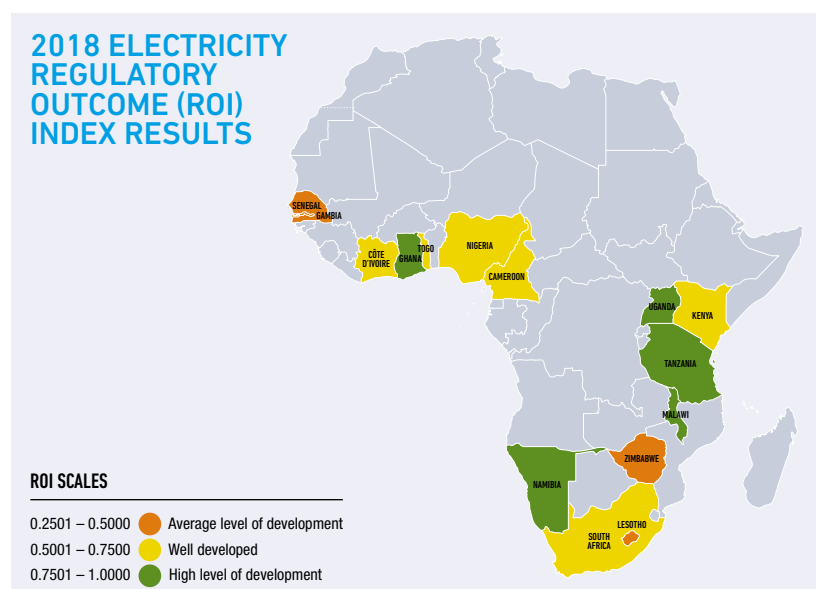 2018 ELECTRICITY
REGULATORY
OUTCOME (ROI)
INDEX RESULTS
SENEGAL
GAMBIA
CÔTE
D'IVOIRE
GHANA
TOGO
NIGERIA
CAMEROON
UGANDA
KENYA
TANZANIA
MALAWI
ZIMBABWE
NAMIBIA
LESOTHO
SOUTH
AFRICA
ROI SCALES
0.2501 – 0.5000 Average level of development
0.5001 – 0.7500 Well developed
0.7501 – 1.0000 High level of development